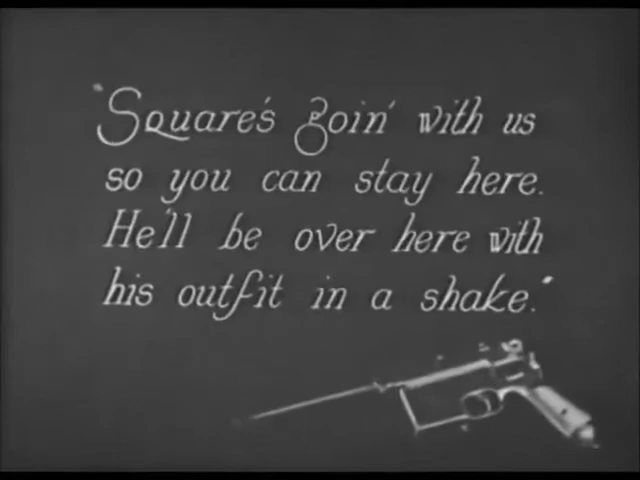 "Square's goin' with us
so you can stay here.
He'll be over here with
his outfit in a shake."